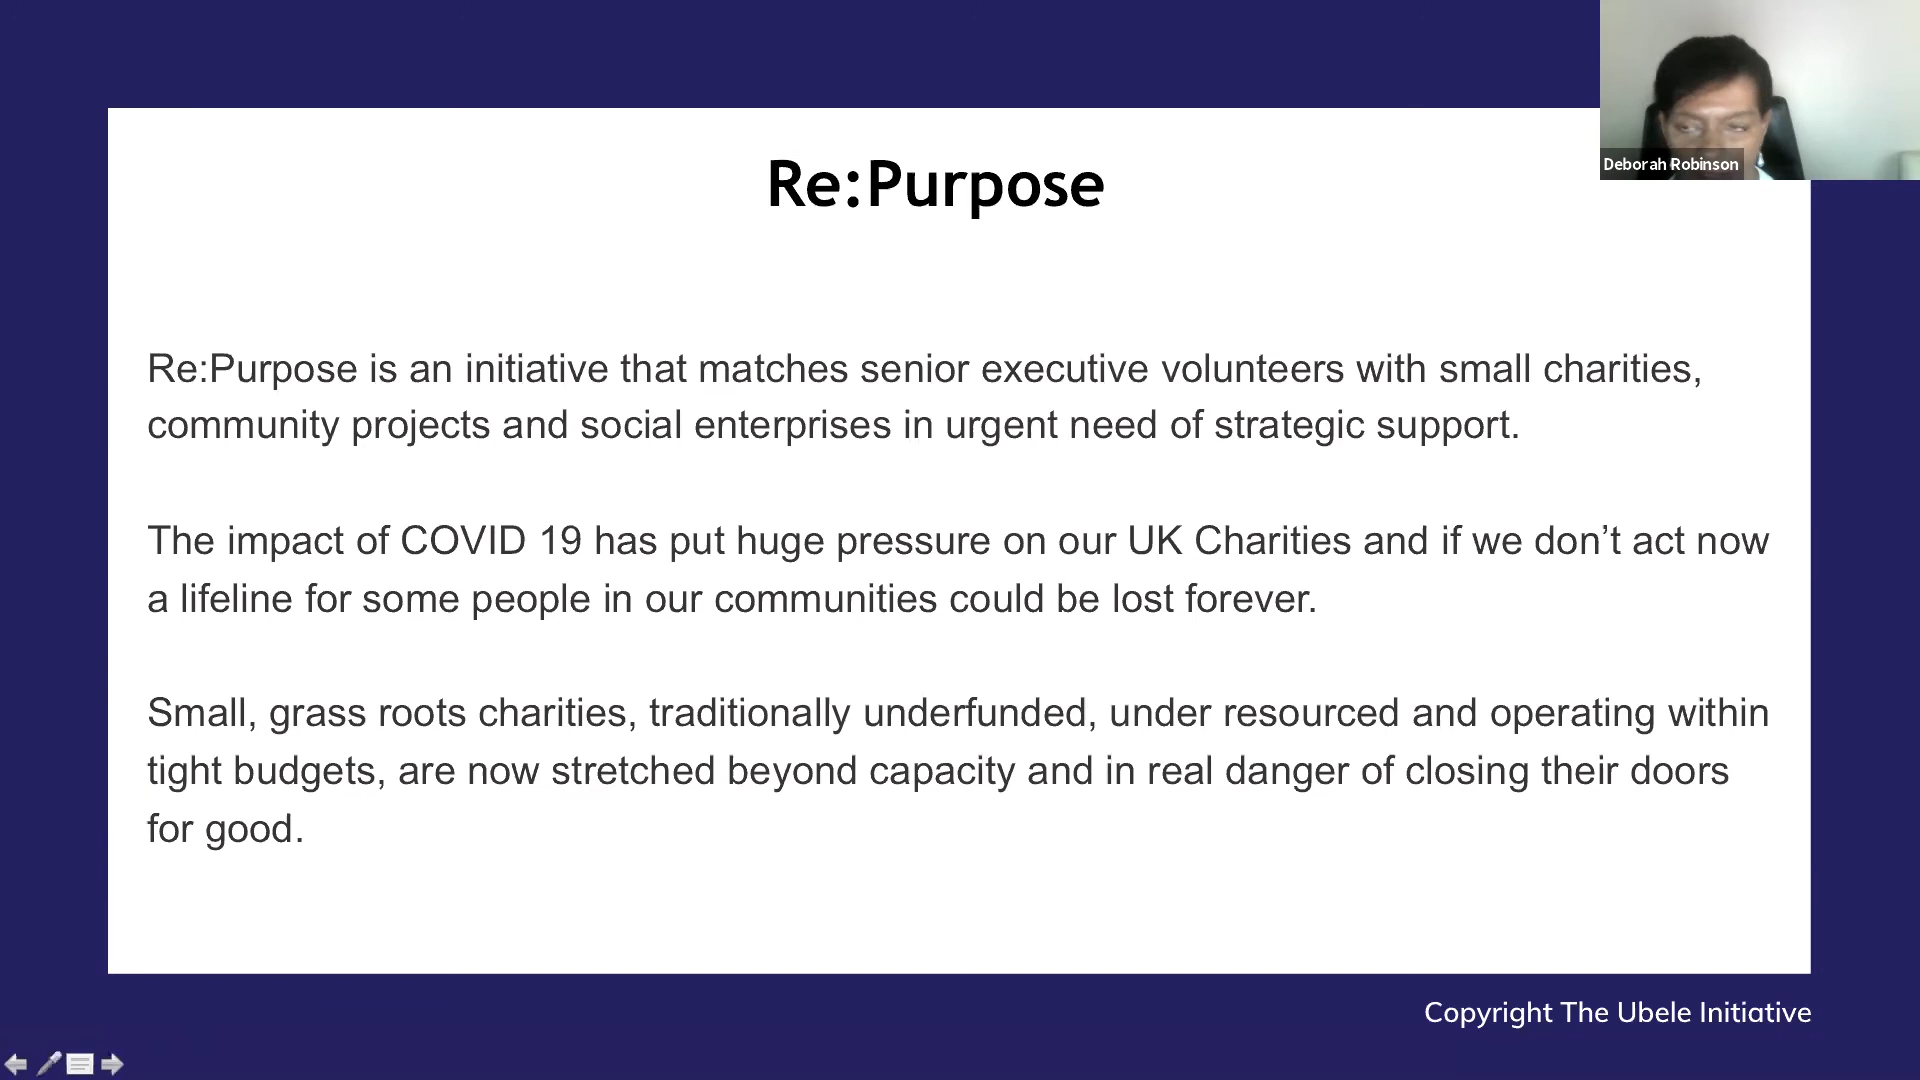 Deborah Robinson
Re:Purpose
Re:Purpose is an initiative that matches senior executive volunteers with small charities,
community projects and social enterprises in urgent need of strategic support.
The impact of COVID 19 has put huge pressure on our UK Charities and if we don’t act now
a lifeline for some people in our communities could be lost forever.
Small, grass roots charities, traditionally underfunded, under resourced and operating within
tight budgets, are now stretched beyond capacity and in real danger of closing their doors
for good.
Copyright The Ubele Initiative